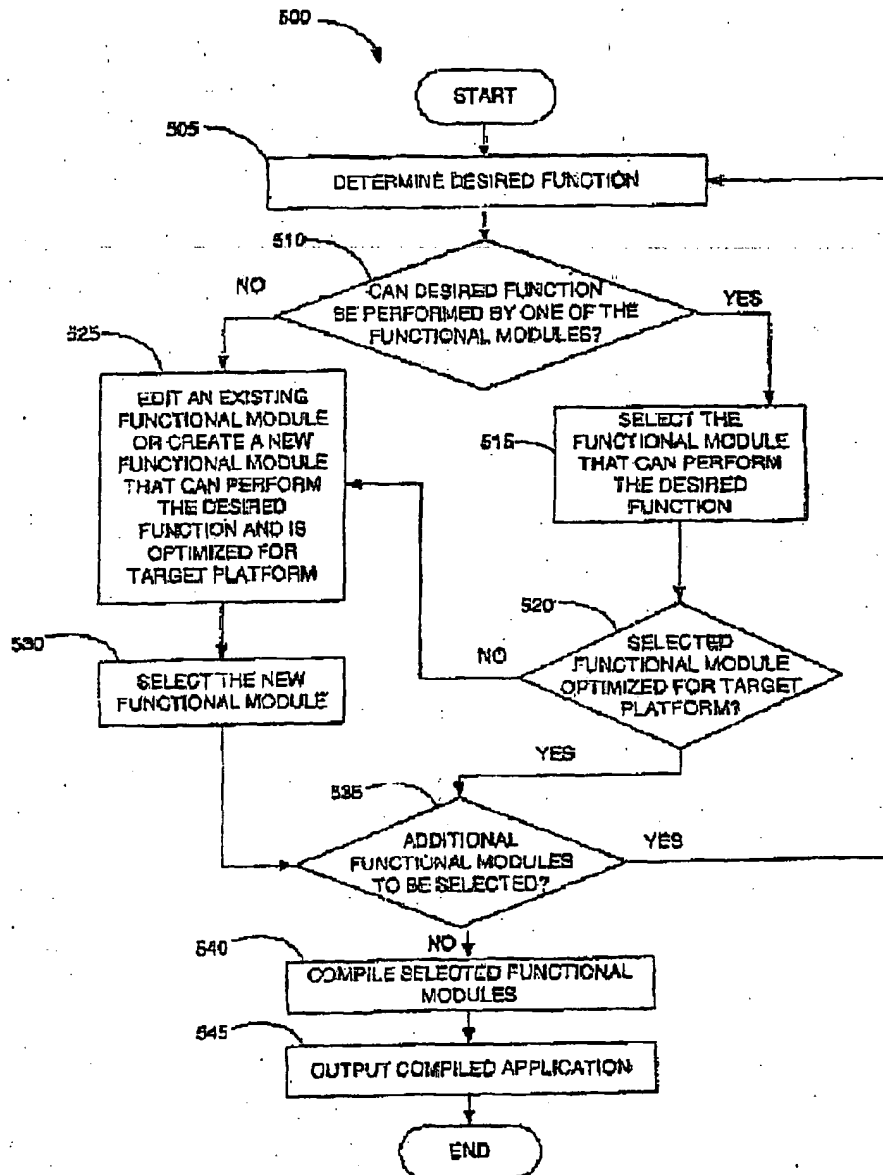 500
START
505
DETERMINE DESIRED FUNCTION
510
NO
CAN DESIRED FUNCTION
BE PERFORMED BY ONE OF THE
FUNCTIONAL MODULES?
YES
525
EDIT AN EXISTING
FUNCTIONAL MODULE
OR CREATE A NEW
FUNCTIONAL MODULE
THAT CAN PERFORM
THE DESIRED
FUNCTION AND IS
OPTIMIZED FOR
TARGET PLATFORM
515
SELECT THE
FUNCTIONAL MODULE
THAT CAN PERFORM
THE DESIRED
FUNCTION
520
NO
SELECTED
FUNCTIONAL MODULE
OPTIMIZED FOR TARGET
PLATFORM?
530
SELECT THE NEW
FUNCTIONAL MODULE
YES
535
ADDITIONAL
FUNCTIONAL MODULES
TO BE SELECTED?
YES
NO
540
COMPILE SELECTED FUNCTIONAL
MODULES
545
OUTPUT COMPILED APPLICATION
END